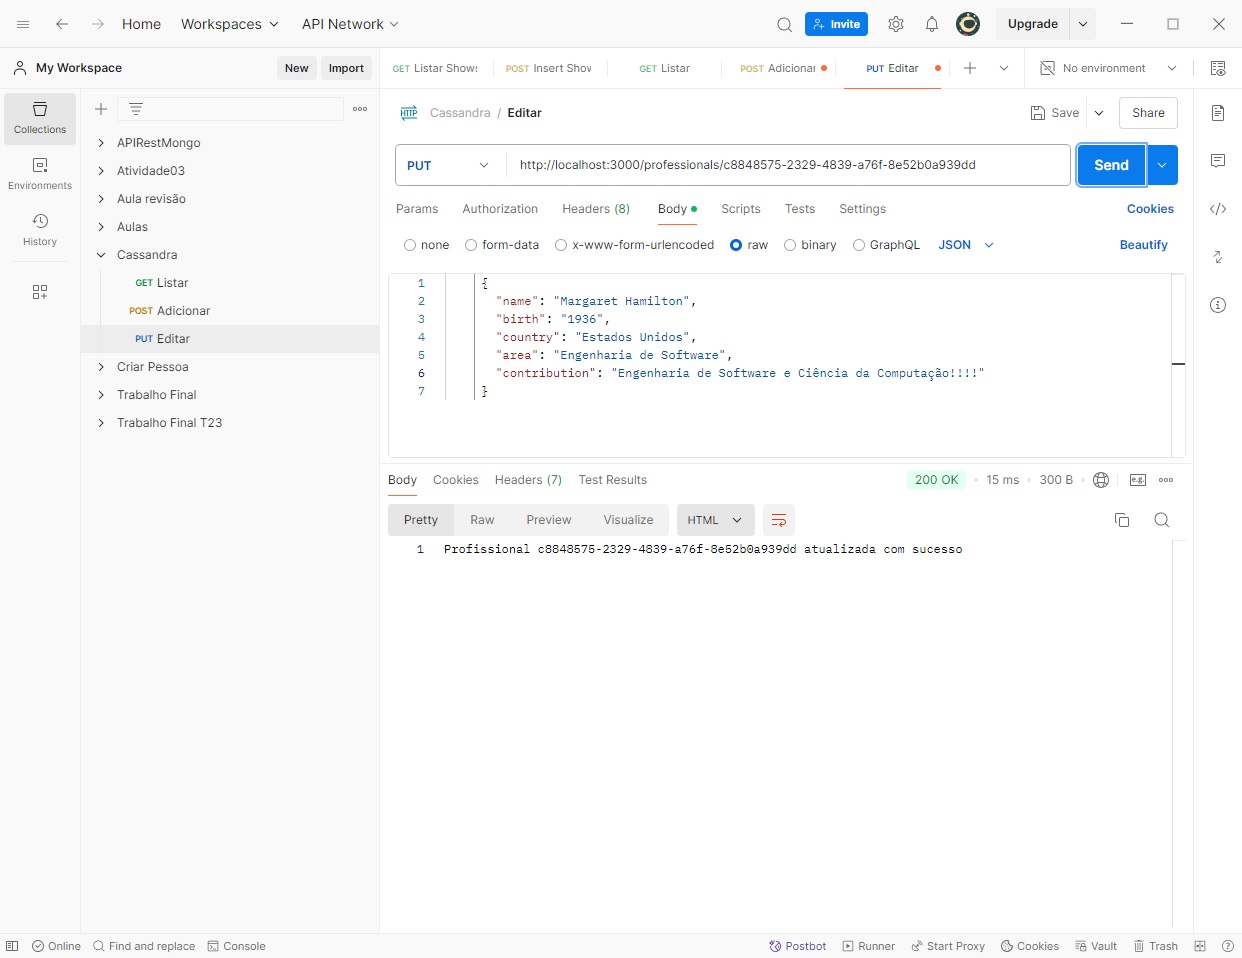 Home Workspaces API Network Invite Upgrade
My Workspace New Import GET Listar Shows POST Insert Show GET Listar POST Adicionar PUT Editar No environment
Collections
Environments
History
APIRestMongo
Atividade03
Aula revisão
Aulas
Cassandra
GET Listar
POST Adicionar
PUT Editar
Criar Pessoa
Trabalho Final
Trabalho Final T23
HTTP Cassandra / Editar Save Share
PUT http://localhost:3000/professionals/c8848575-2329-4839-a76f-8e52b0a939dd Send
Params Authorization Headers (8) Body Scripts Tests Settings Cookies
none form-data x-www-form-urlencoded raw binary GraphQL JSON Beautify
1 {
2 "name": "Margaret Hamilton",
3 "birth": "1936",
4 "country": "Estados Unidos",
5 "area": "Engenharia de Software",
6 "contribution": "Engenharia de Software e Ciência da Computação!!!!"
7 }
Body Cookies Headers (7) Test Results 200 OK 15 ms 300 B e.g.
Pretty Raw Preview Visualize HTML
1 Profissional c8848575-2329-4839-a76f-8e52b0a939dd atualizada com sucesso
Online Find and replace Console Postbot Runner Start Proxy Cookies Vault Trash